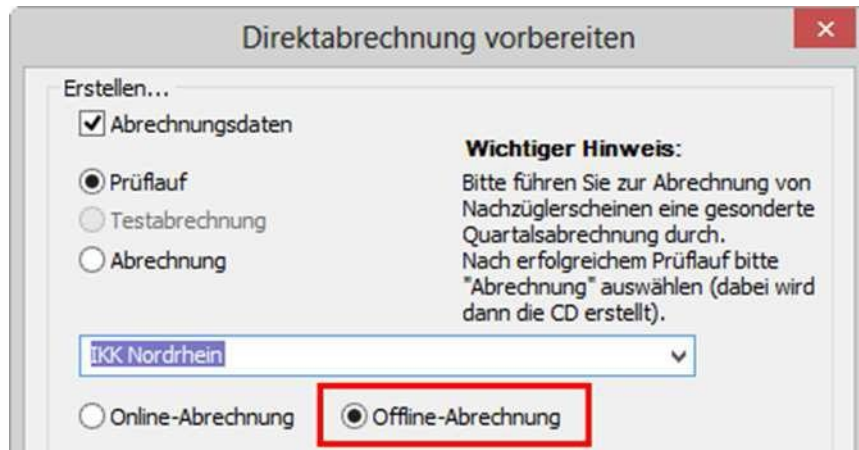 Direktabrechnung vorbereiten
Erstellen...
Abrechnungsdaten
Prüflauf
Testabrechnung
Abrechnung
Wichtiger Hinweis:
Bitte führen Sie zur Abrechnung von
Nachzüglerscheinen eine gesonderte
Quartalsabrechnung durch.
Nach erfolgreichem Prüflauf bitte
"Abrechnung" auswählen (dabei wird
dann die CD erstellt).
IKK Nordrhein
Online-Abrechnung Offline-Abrechnung